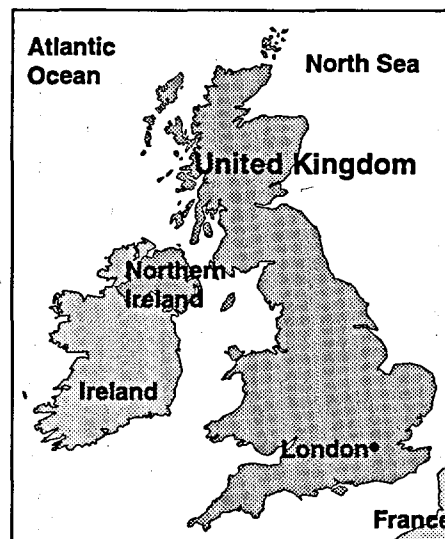 Atlantic
Ocean
North Sea
United Kingdom
Northern
Ireland
Ireland
London
France